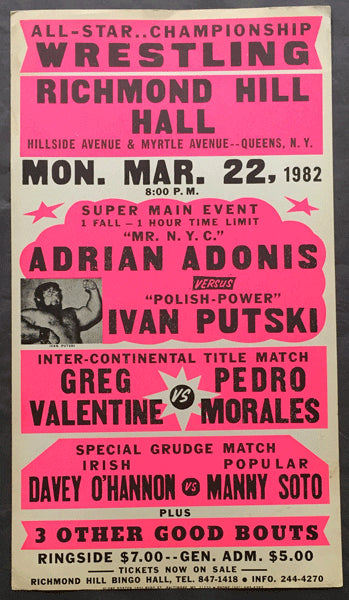 ALL-STAR..CHAMPIONSHIP
WRESTLING
RICHMOND HILL
HALL
HILLSIDE AVENUE & MYRTLE AVENUE--QUEENS, N.Y.
MON. MAR. 22, 1982
8:00 P.M.
SUPER MAIN EVENT
1 FALL - 1 HOUR TIME LIMIT
"MR. N.Y.C."
ADRIAN ADONIS
VERSUS
"POLISH-POWER"
IVAN PUTSKI
IVAN PUTSKI
INTER-CONTINENTAL TITLE MATCH
GREG VS PEDRO
VALENTINE MORALES
SPECIAL GRUDGE MATCH
IRISH POPULAR
DAVEY O'HANNON VS MANNY SOTO
PLUS
3 OTHER GOOD BOUTS
RINGSIDE $7.00--GEN. ADM. $5.00
TICKETS NOW ON SALE
RICHMOND HILL BINGO HALL, TEL. 847-1418 • INFO. 244-4270